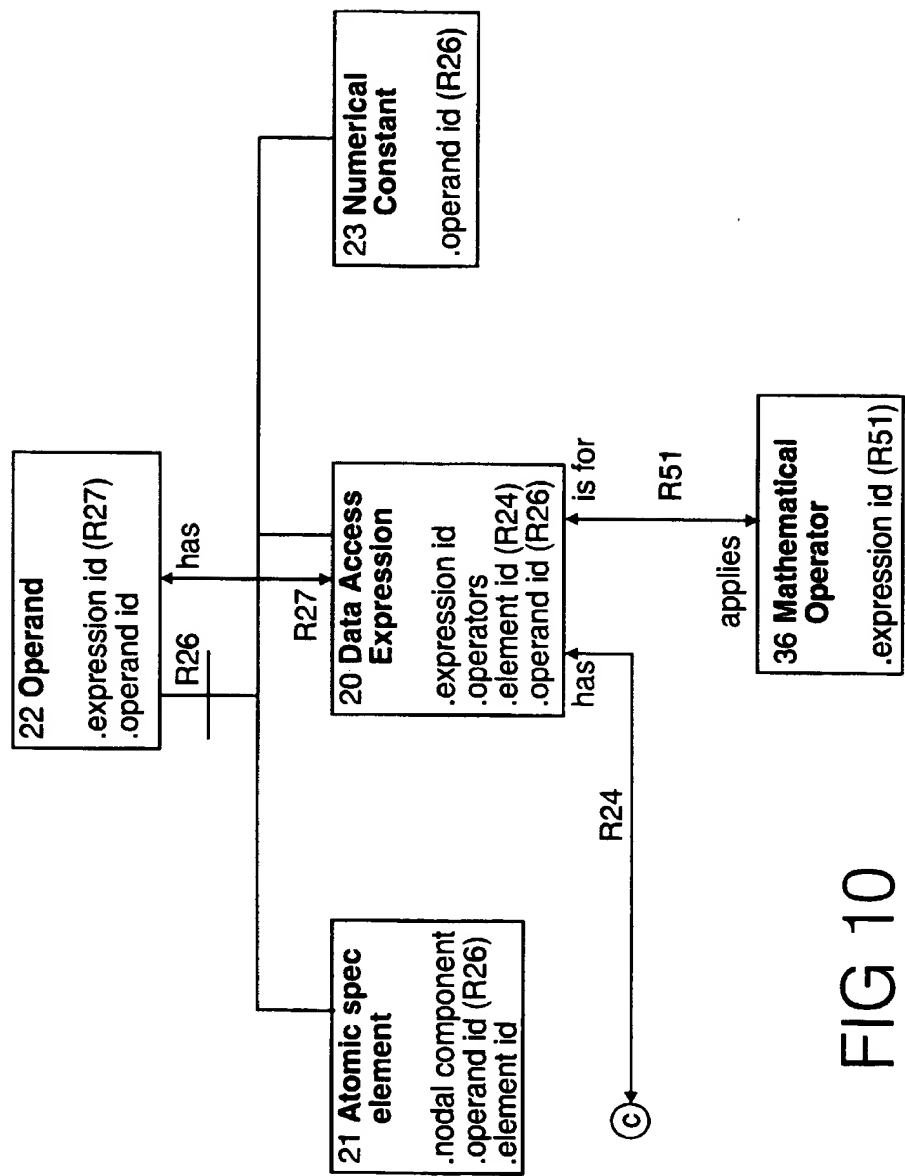 22 Operand
.expression id (R27)
.operand id
R26
has
R27
21 Atomic spec
element
.nodal component
.operand id (R26)
.element id
20 Data Access
Expression
.expression id
.operators
.element id (R24)
.operand id (R26)
23 Numerical
Constant
.operand id (R26)
has
is for
R24
R51
c
applies
36 Mathematical
Operator
.expression id (R51)
FIG 10